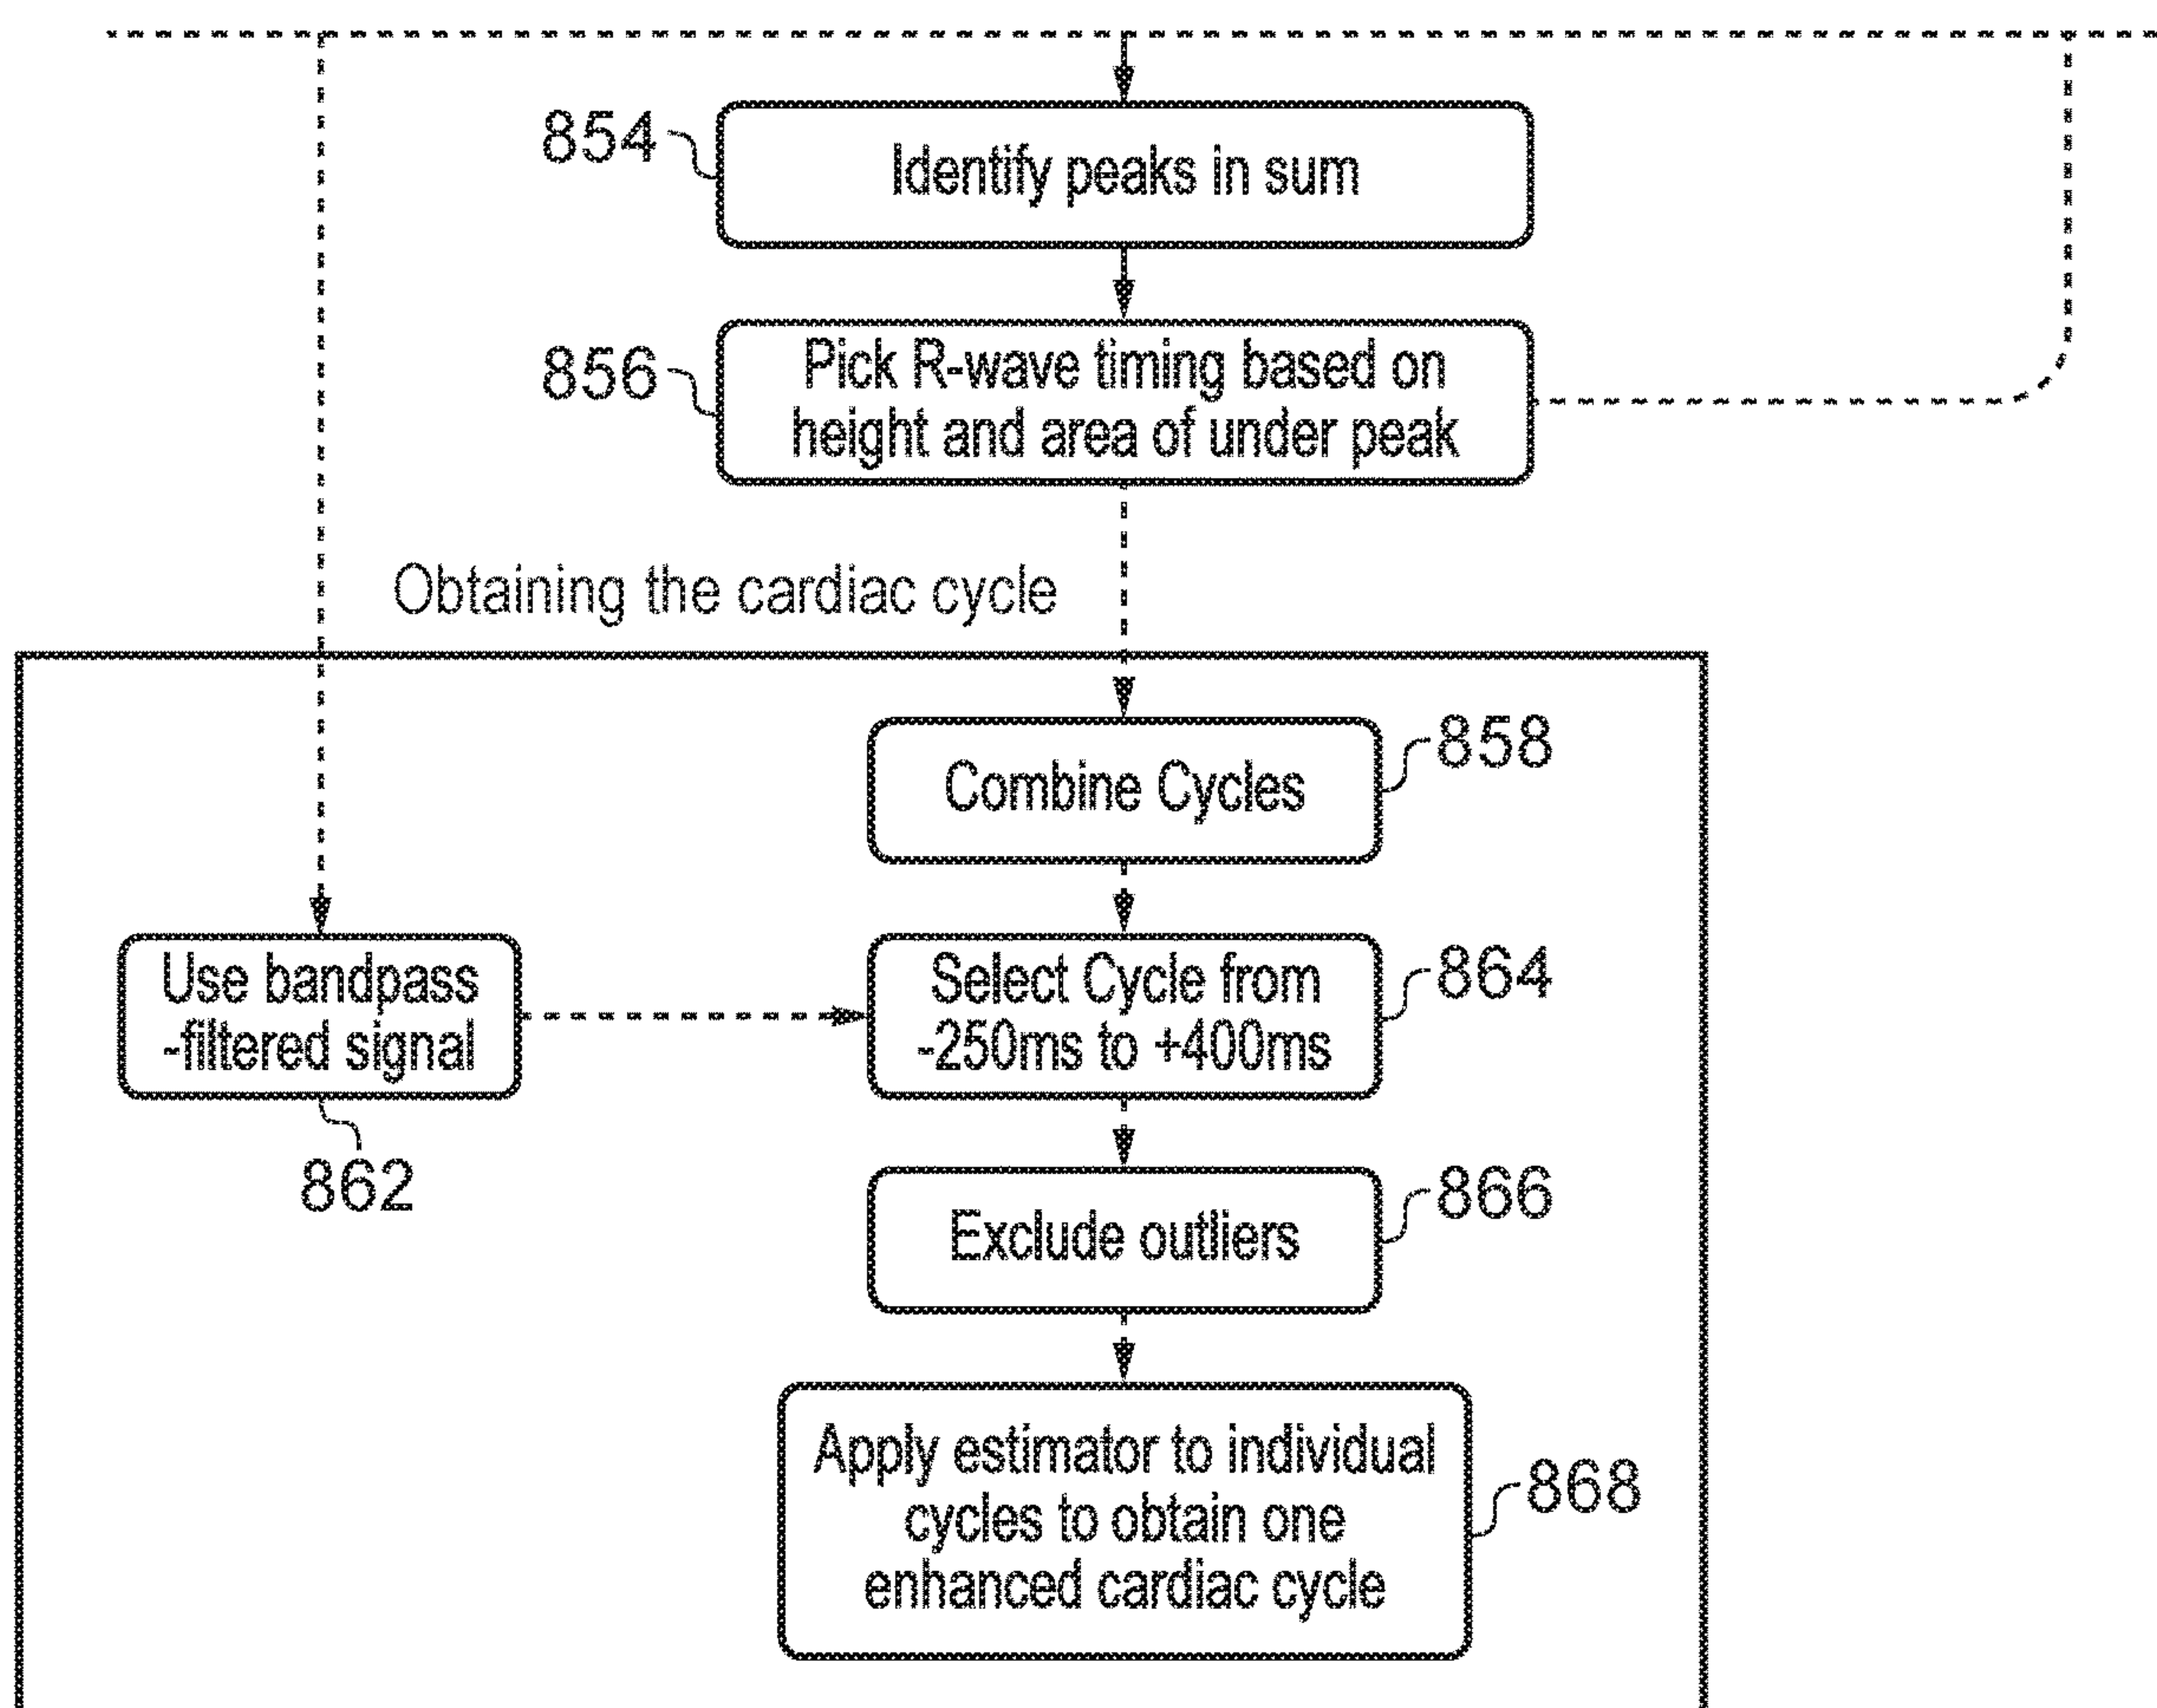 854
Identify peaks in sum
856
Pick R-wave timing based on
height and area of under peak
Obtaining the cardiac cycle
Combine Cycles
858
Use bandpass
-filtered signal
862
Select Cycle from
-250ms to +400ms
864
Exclude outliers
866
Apply estimator to individual
cycles to obtain one
enhanced cardiac cycle
868